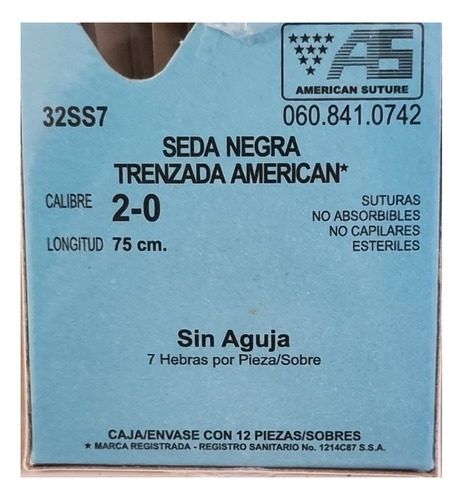 AS
AMERICAN SUTURE
32SS7
060.841.0742
SEDA NEGRA
TRENZADA AMERICAN*
CALIBRE 2-0
LONGITUD 75 cm.
SUTURAS
NO ABSORBIBLES
NO CAPILARES
ESTERILES
Sin Aguja
7 Hebras por Pieza/Sobre
CAJA/ENVASE CON 12 PIEZAS/SOBRES
* MARCA REGISTRADA - REGISTRO SANITARIO No. 1214C87 S.S.A.